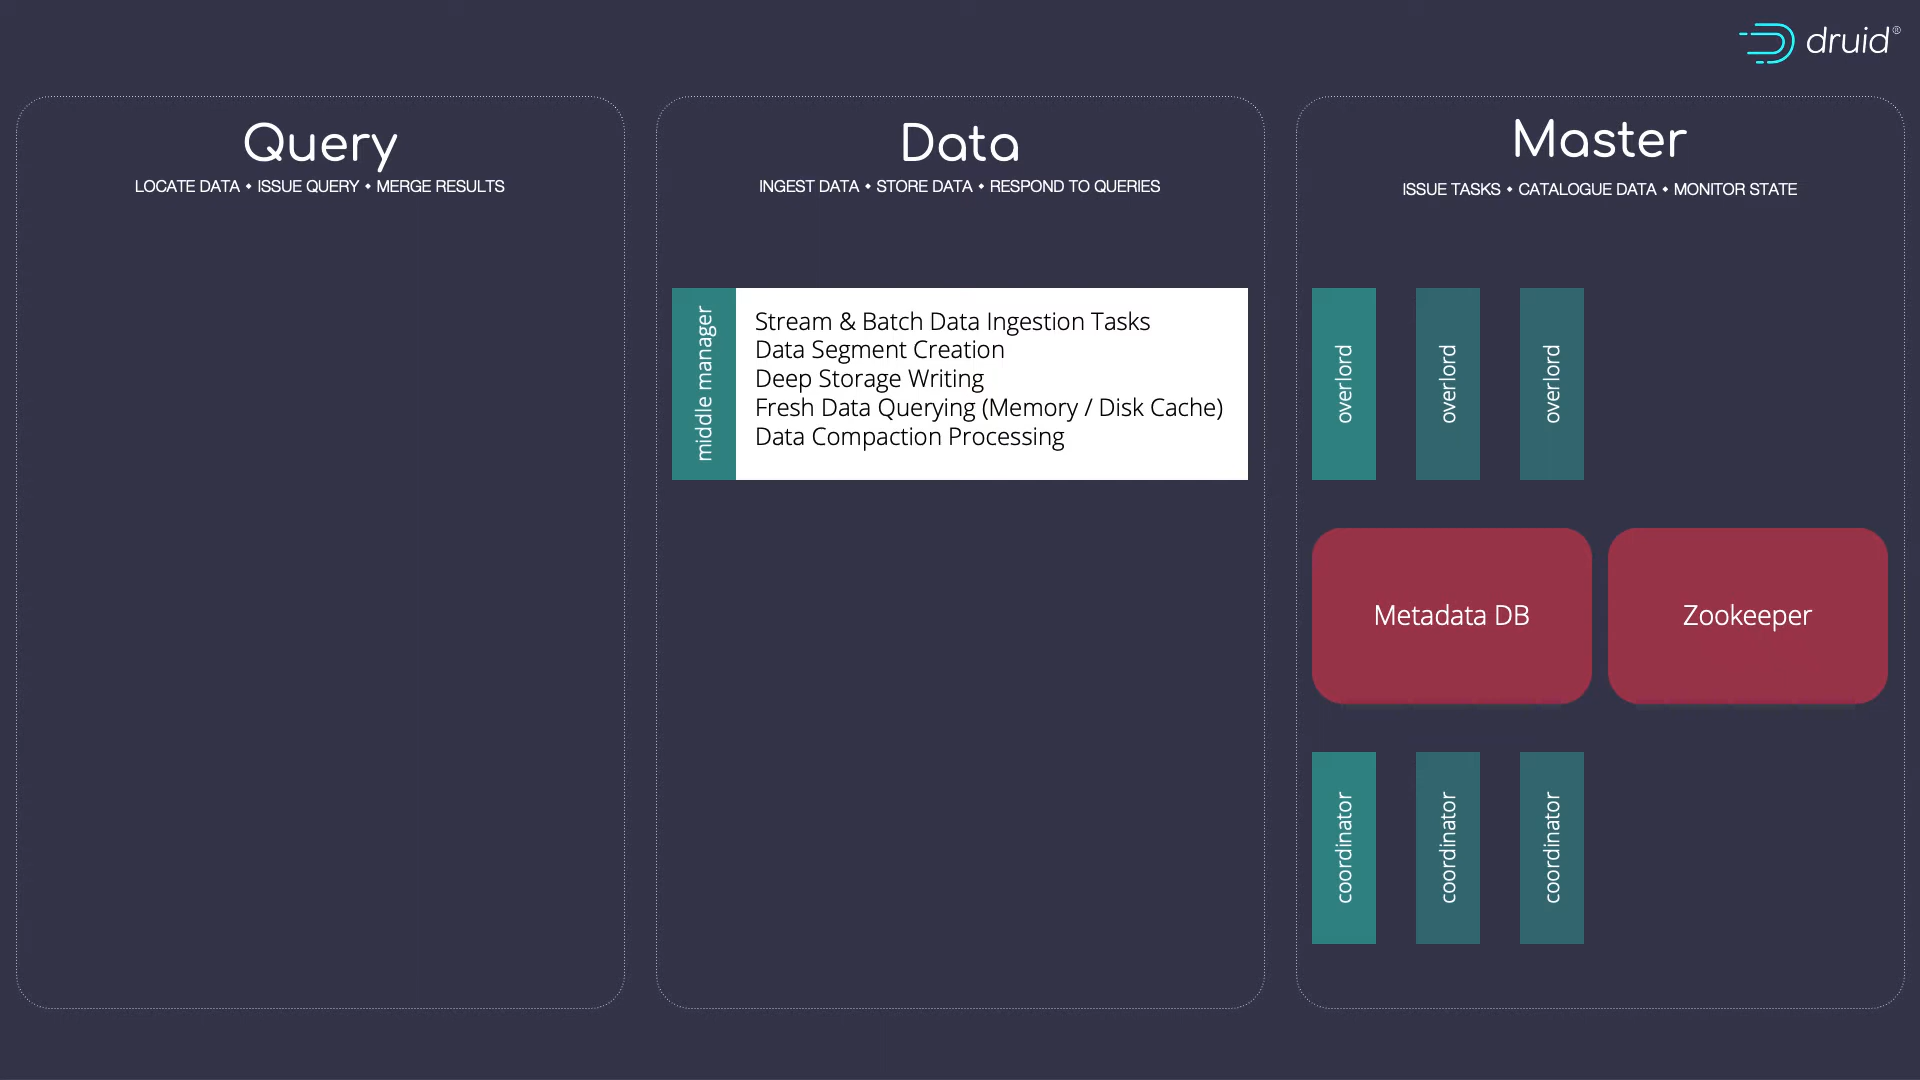 druid®
Query
LOCATE DATA • ISSUE QUERY • MERGE RESULTS
Data
INGEST DATA • STORE DATA • RESPOND TO QUERIES
middle manager
Stream & Batch Data Ingestion Tasks
Data Segment Creation
Deep Storage Writing
Fresh Data Querying (Memory / Disk Cache)
Data Compaction Processing
Master
ISSUE TASKS • CATALOGUE DATA • MONITOR STATE
overlord
overlord
overlord
Metadata DB
Zookeeper
coordinator
coordinator
coordinator